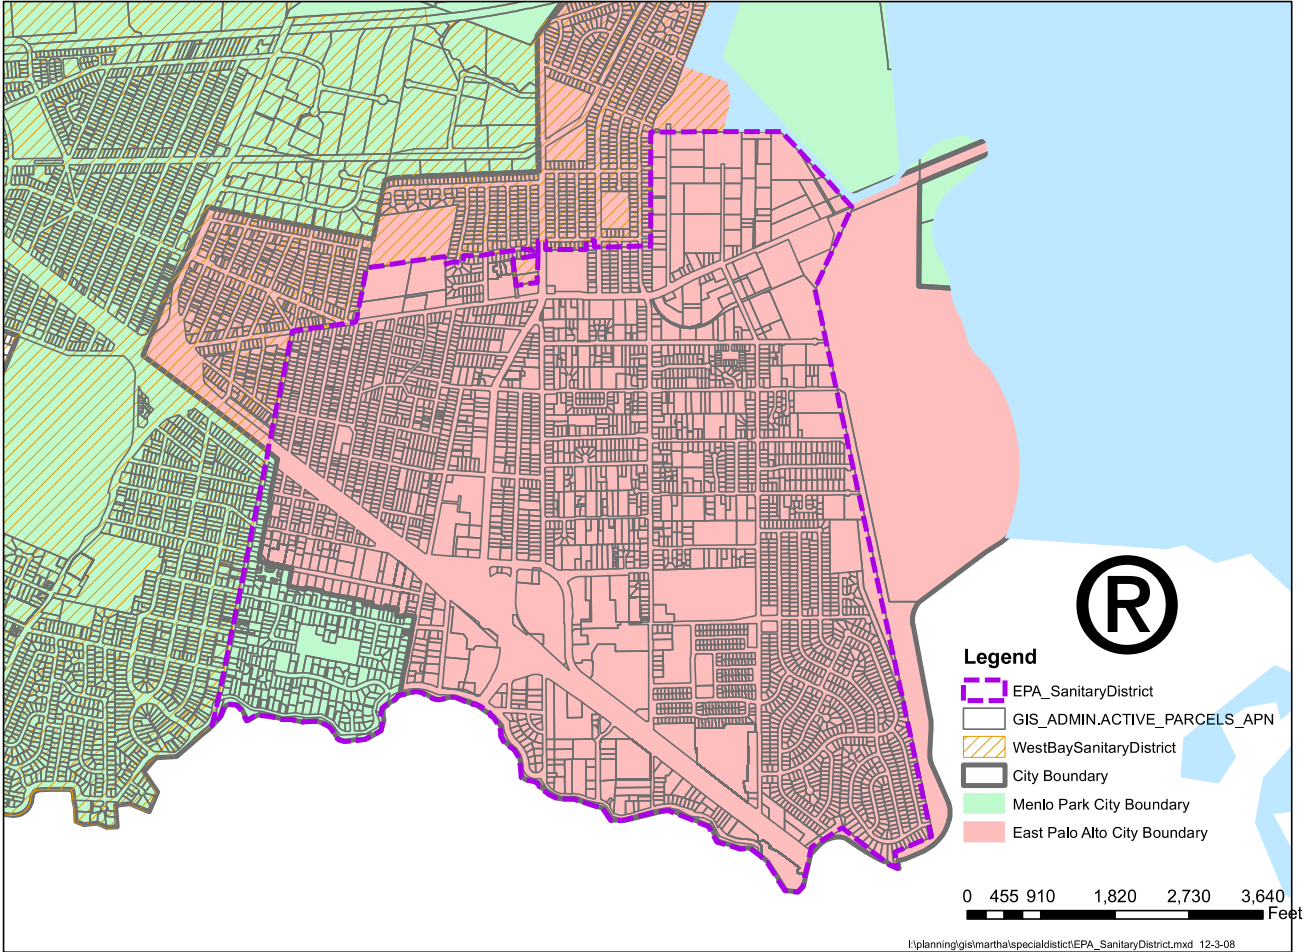 R
Legend
EPA_SanitaryDistrict
GIS_ADMIN.ACTIVE_PARCELS_APN
WestBaySanitaryDistrict
City Boundary
Menlo Park City Boundary
East Palo Alto City Boundary
0 455 910 1,820 2,730 3,640
Feet
I:\planning\gis\martha\specialdistict\EPA_SanitaryDistrict.mxd 12-3-08